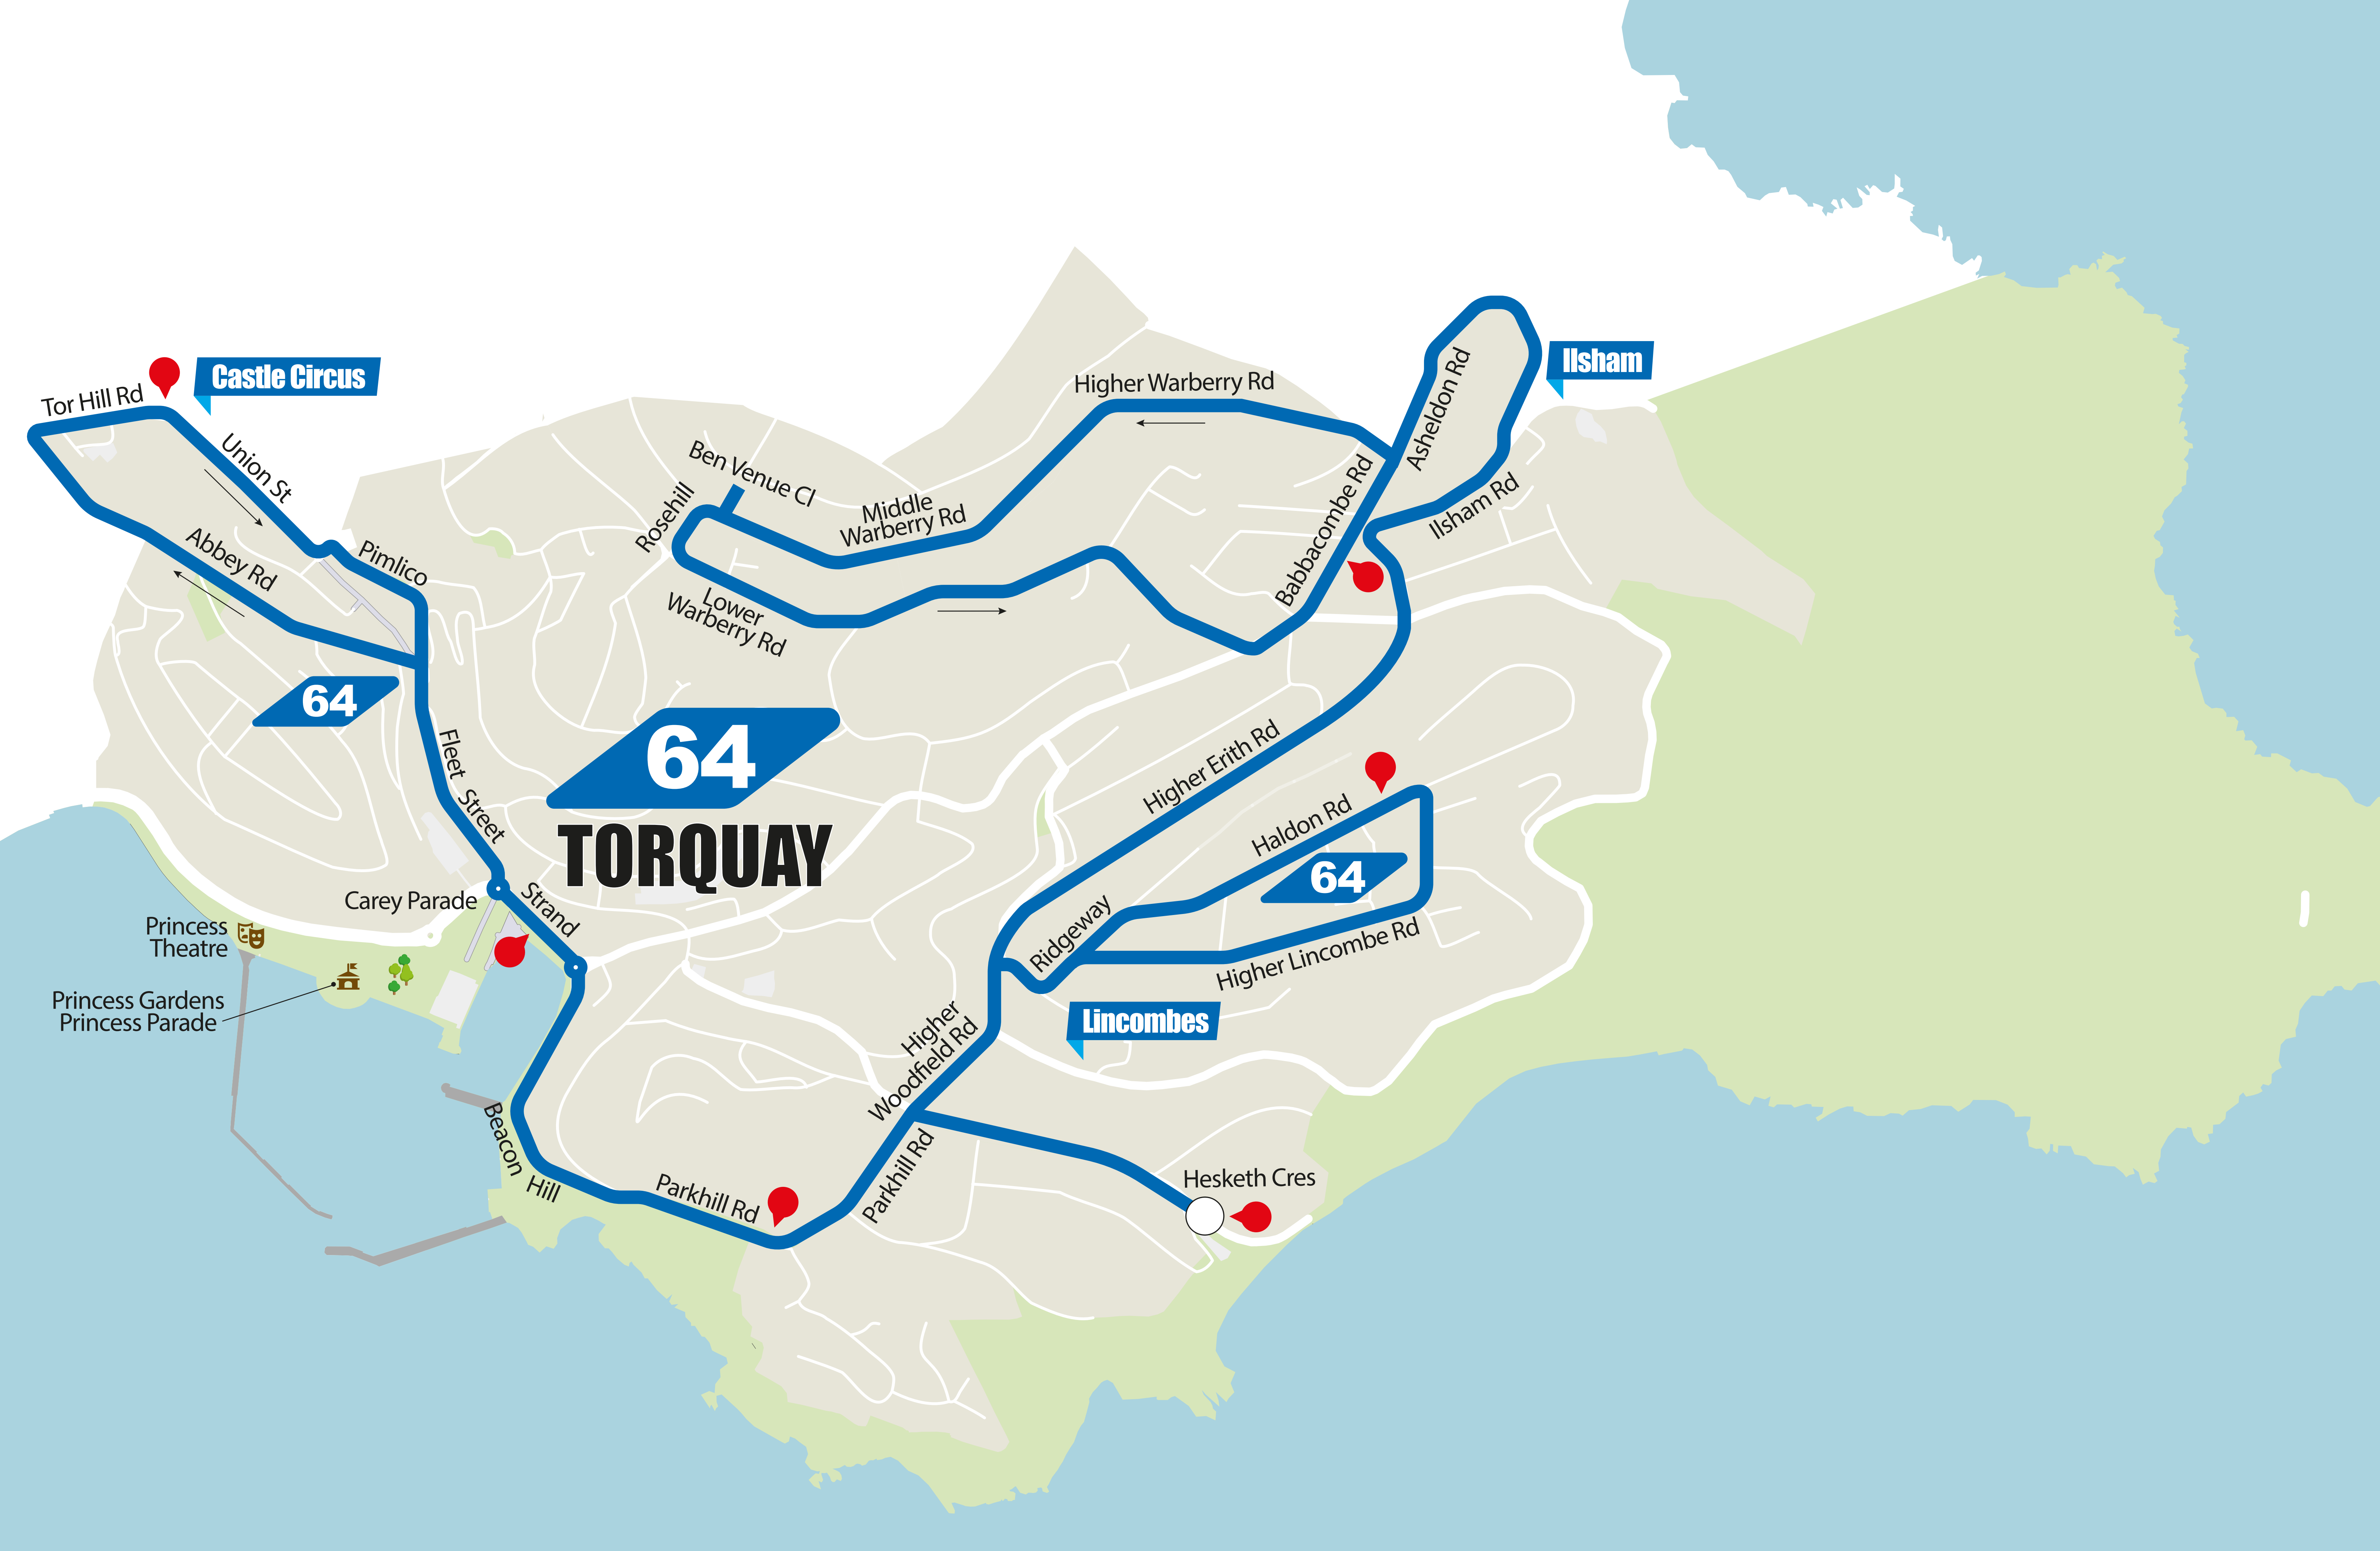 Castle Circus
Tor Hill Rd
Union St
Pimlico
Abbey Rd
64
Fleet Street
Carey Parade
Strand
Princess
Theatre
Princess Gardens
Princess Parade
Beacon Hill
Parkhill Rd
Parkhill Rd
Higher
Woodfield Rd
Hesketh Cres
Lincombes
Ridgeway
Higher Lincombe Rd
64
Haldon Rd
Higher Erith Rd
64
TORQUAY
Rosehill
Ben Venue Cl
Middle
Warberry Rd
Lower
Warberry Rd
Higher Warberry Rd
Babbacombe Rd
Asheldon Rd
Ilsham
Ilsham Rd